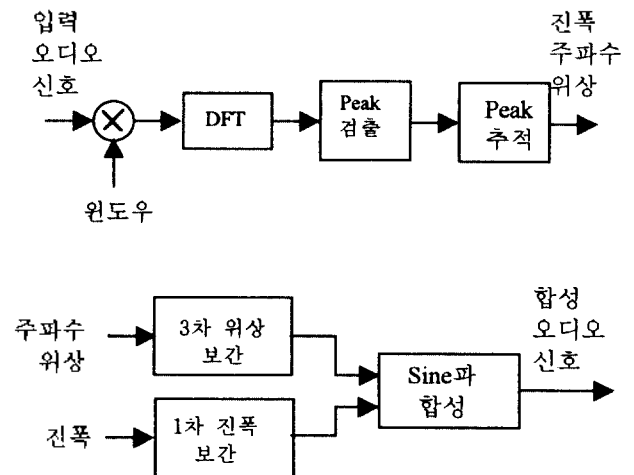 입력
오디오
신호
진폭
주파수
위상
DFT
Peak
검출
Peak
추적
윈도우
주파수
위상
3차 위상
보간
진폭
1차 진폭
보간
Sine파
합성
합성
오디오
신호